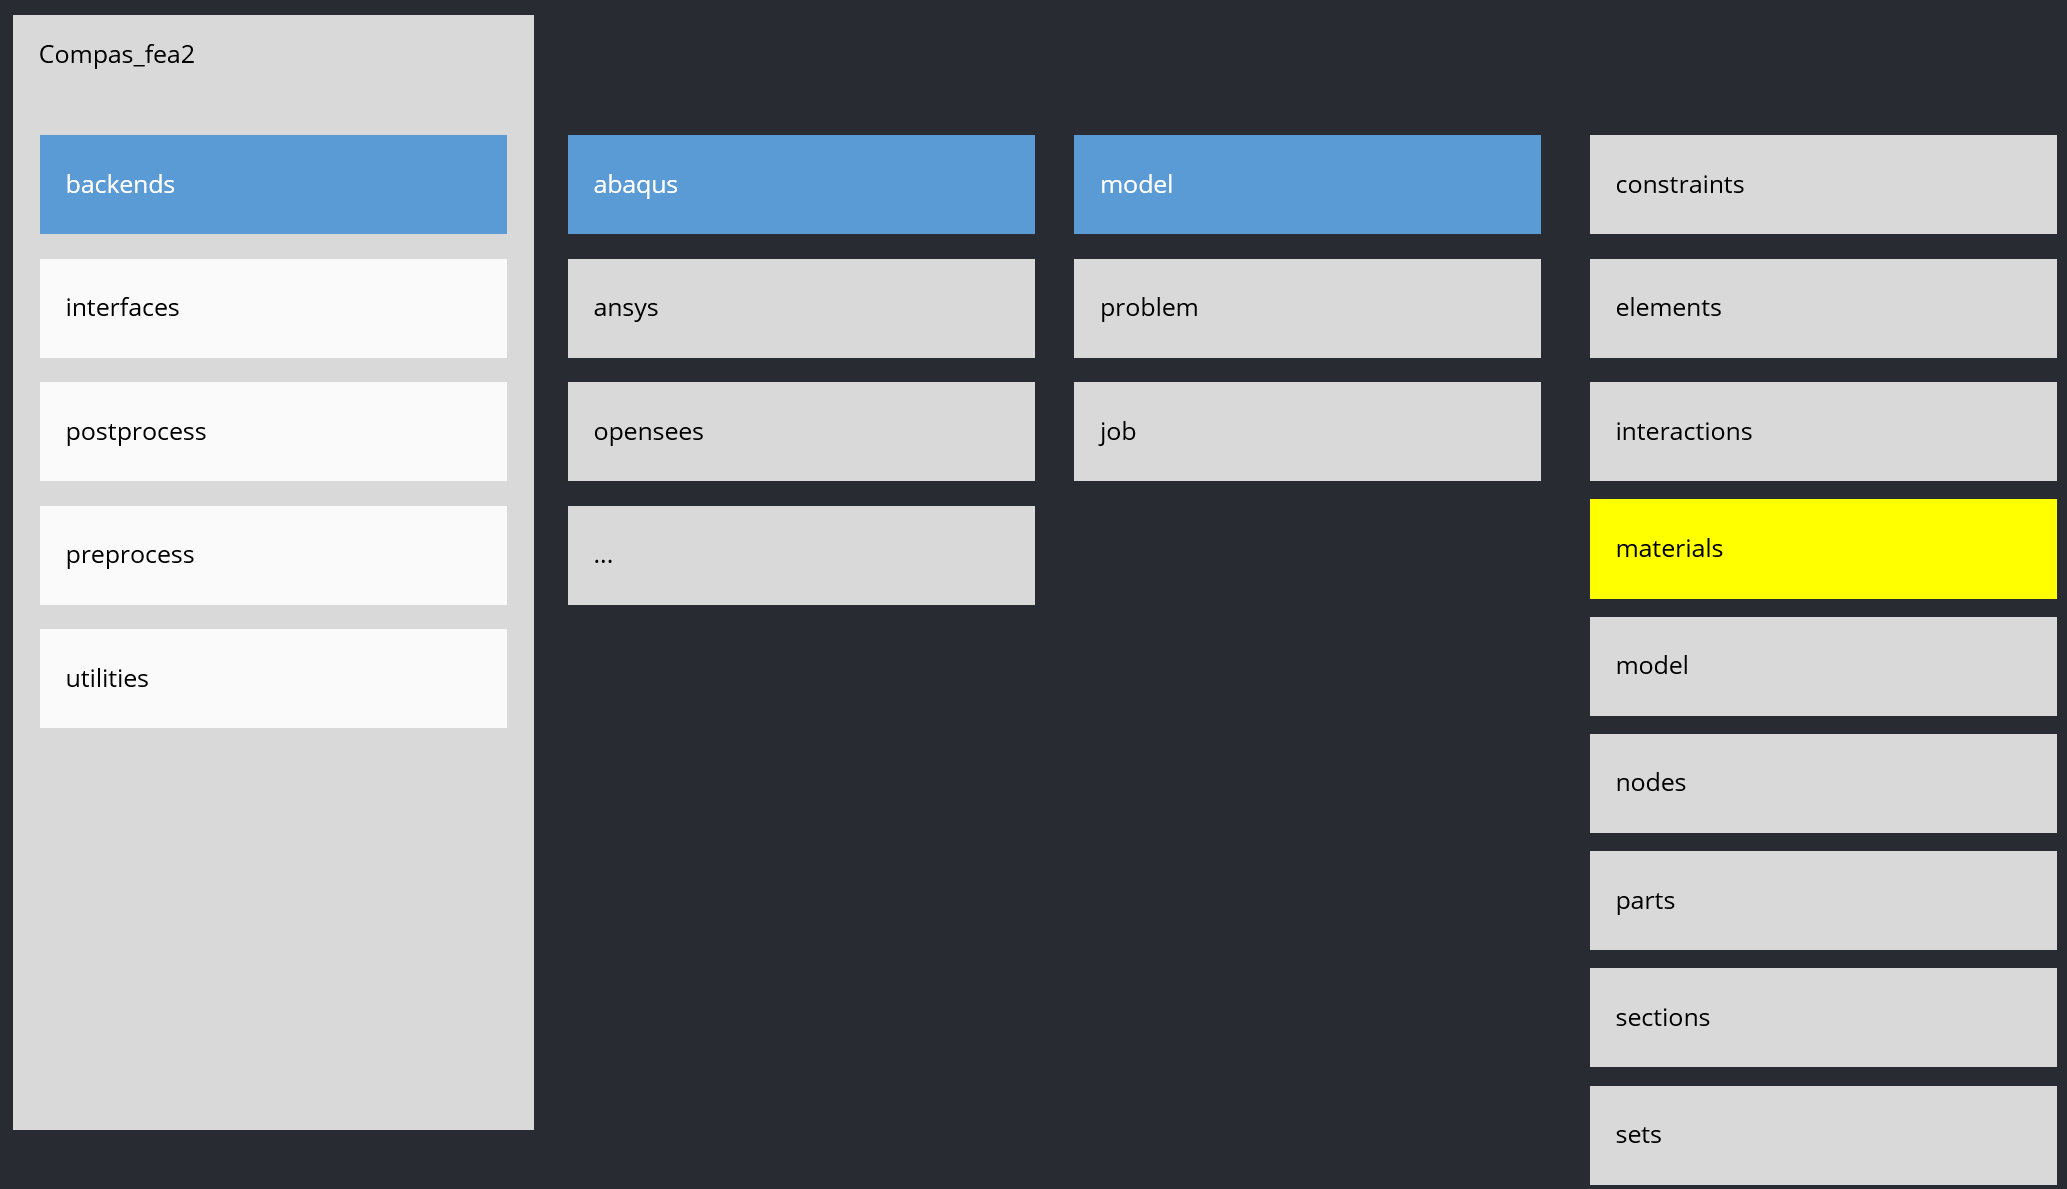 Compas_fea2
backends
interfaces
postprocess
preprocess
utilities
abaqus
ansys
opensees
...
model
problem
job
constraints
elements
interactions
materials
model
nodes
parts
sections
sets